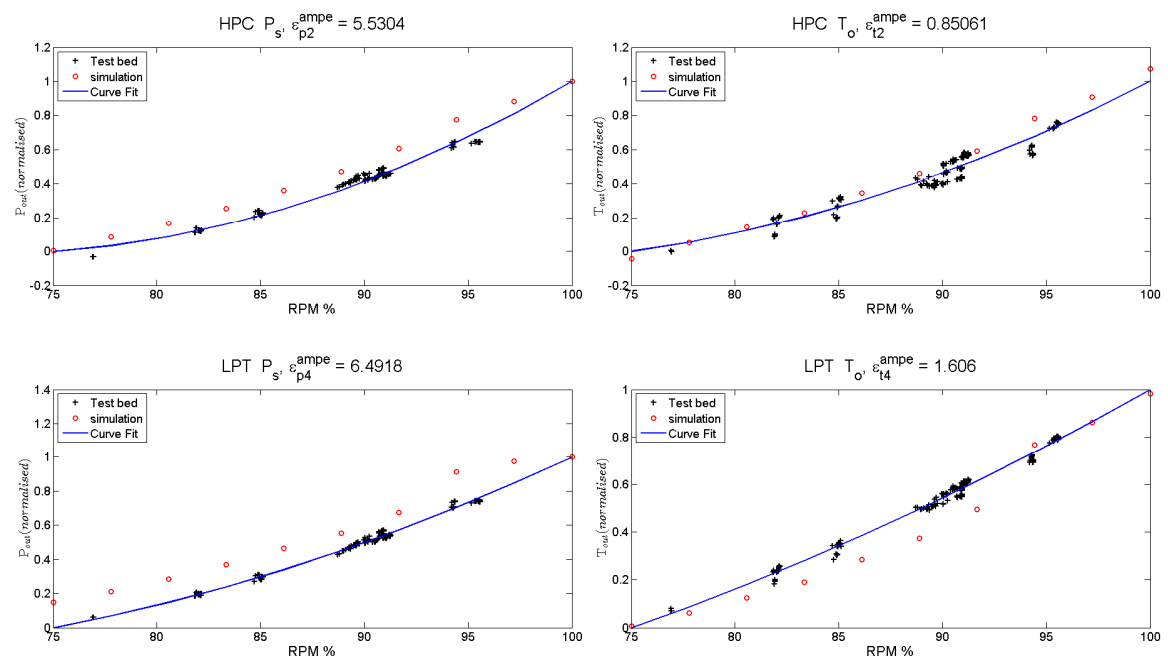 HPC P_s, ε_p2^ampe = 5.5304
1.2
1
0.8
0.6
0.4
0.2
0
-0.2
P_out(normalised)
+ Test bed
o simulation
Curve Fit
75 80 85 90 95 100
RPM %
HPC T_o, ε_t2^ampe = 0.85061
1.2
1
0.8
0.6
0.4
0.2
0
-0.2
T_out(normalised)
+ Test bed
o simulation
Curve Fit
75 80 85 90 95 100
RPM %
LPT P_s, ε_p4^ampe = 6.4918
1.4
1.2
1
0.8
0.6
0.4
0.2
0
P_out(normalised)
+ Test bed
o simulation
Curve Fit
75 80 85 90 95 100
RPM %
LPT T_o, ε_t4^ampe = 1.606
1
0.8
0.6
0.4
0.2
0
T_out(normalised)
+ Test bed
o simulation
Curve Fit
75 80 85 90 95 100
RPM %